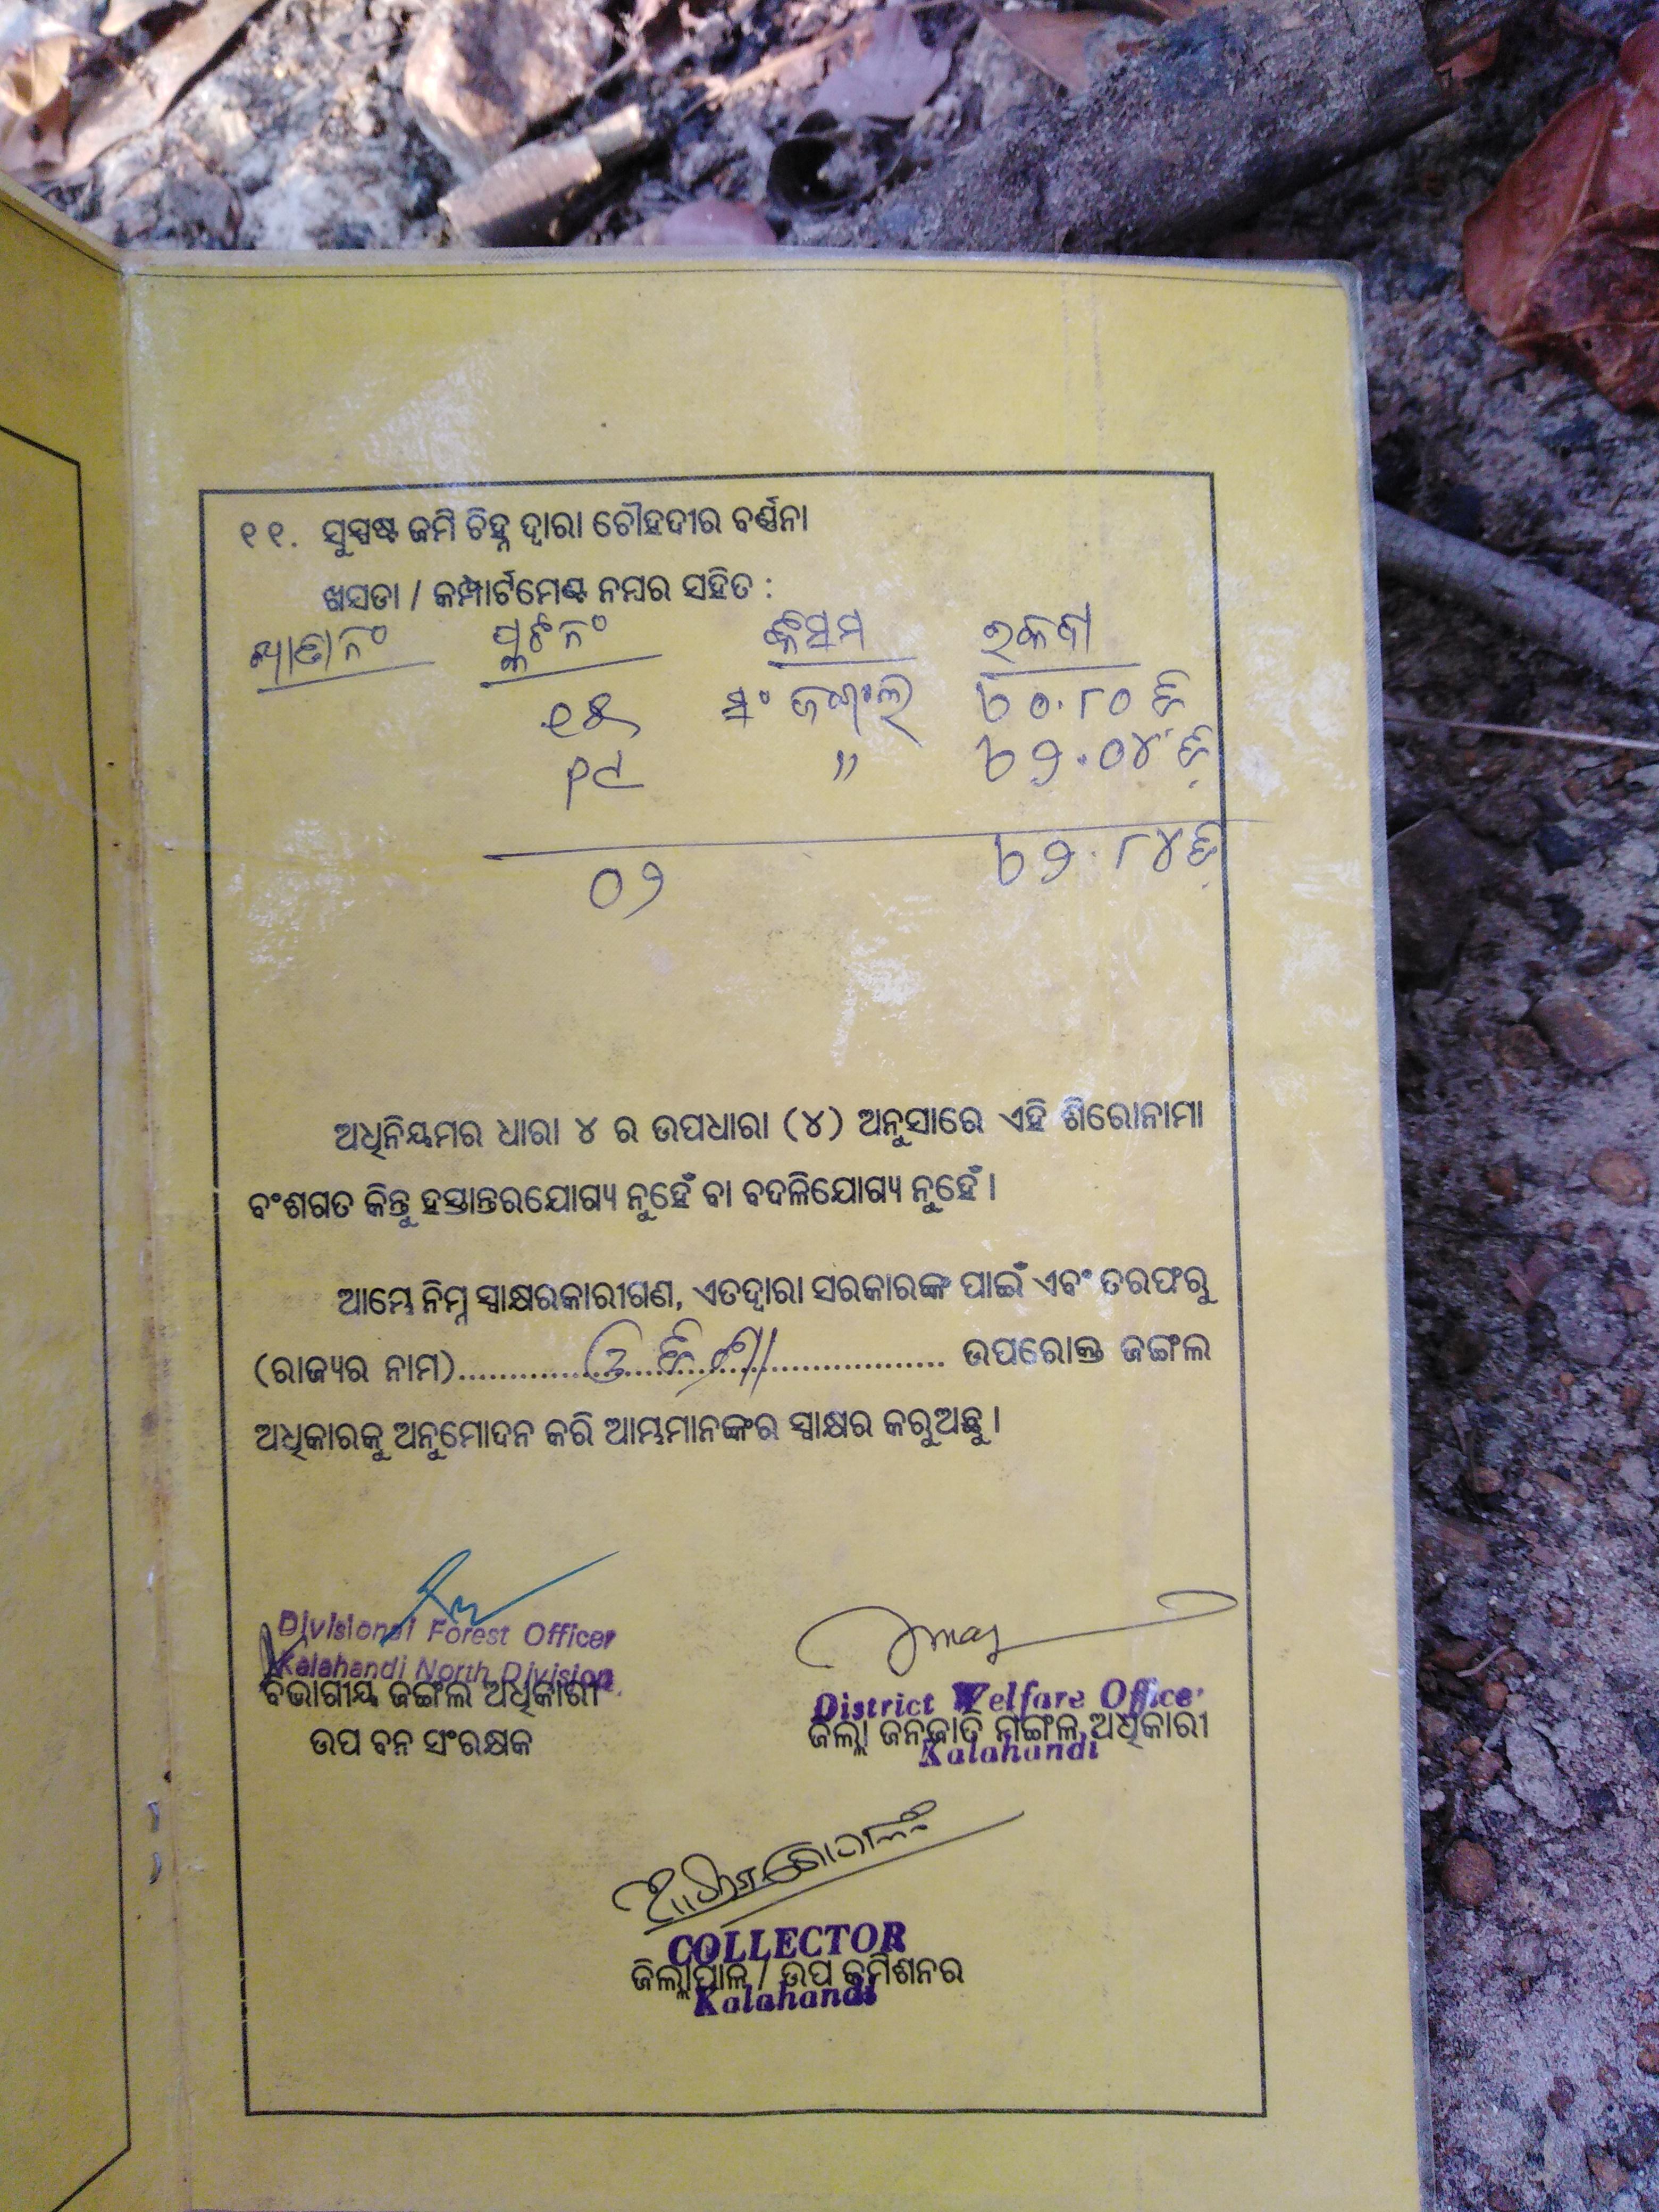 ୧୧. ସୁସ୍ପଷ୍ଟ ଜମି ଚିହ୍ନ ଦ୍ୱାରା ଚୌହଦୀର ବର୍ଣ୍ଣନା
ଖସଡା / କମ୍ପାର୍ଟମେଣ୍ଟ ନମ୍ବର ସହିତ :
ଖାତା ନଂ ପ୍ଲଟ ନଂ କିସମ ରକବା
ଜଙ୍ଗଲ
"
୦୨
ଅଧିନିୟମର ଧାରା ୪ ର ଉପଧାରା (୪) ଅନୁସାରେ ଏହି ଶିରୋନାମା
ବଂଶଗତ କିନ୍ତୁ ହସ୍ତାନ୍ତରଯୋଗ୍ୟ ନୁହେଁ ବା ବଦଳିଯୋଗ୍ୟ ନୁହେଁ ।
ଆମ୍ଭେ ନିମ୍ନ ସ୍ୱାକ୍ଷରକାରୀଗଣ, ଏତଦ୍ୱାରା ସରକାରଙ୍କ ପାଇଁ ଏବଂ ତରଫରୁ
(ରାଜ୍ୟର ନାମ)............ଓଡ଼ିଶା............ ଉପରୋକ୍ତ ଜଙ୍ଗଲ
ଅଧିକାରକୁ ଅନୁମୋଦନ କରି ଆମ୍ଭମାନଙ୍କର ସ୍ୱାକ୍ଷର କରୁଅଛୁ ।
Divisional Forest Officer
Kalahandi North Division
ବିଭାଗୀୟ ଜଙ୍ଗଲ ଅଧିକାରୀ
ଉପ ବନ ସଂରକ୍ଷକ
District Welfare Officer
ଜିଲ୍ଲା ଜନଜାତି ମଙ୍ଗଳ ଅଧିକାରୀ
Kalahandi
COLLECTOR
ଜିଲ୍ଲାପାଳ / ଉପ କମିଶନର
Kalahandi